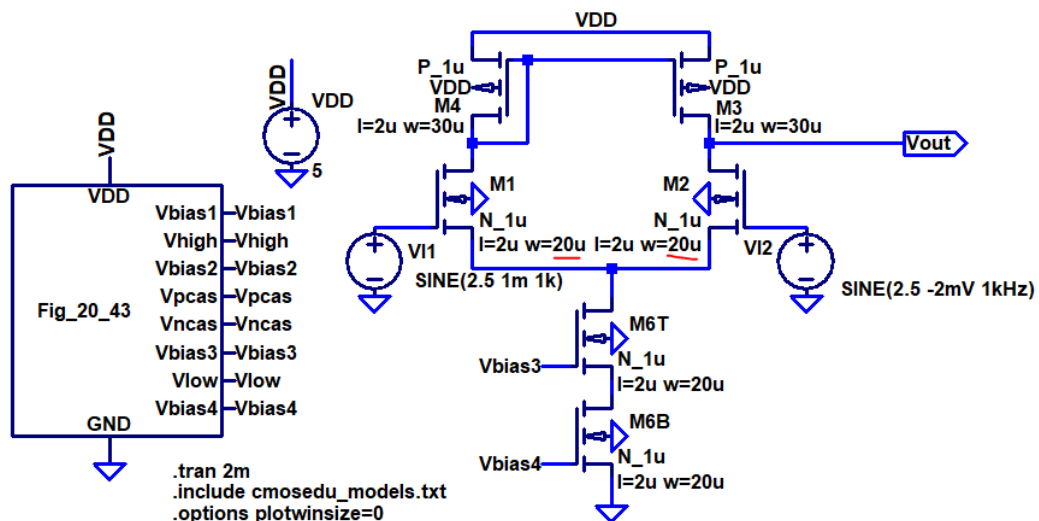 VDD
P_1u
VDD
M4
l=2u w=30u
P_1u
VDD
M3
l=2u w=30u
Vout
VDD
VDD
VDD
5
VDD
Vbias1
Vhigh
Vbias2
Vpcas
Vncas
Vbias3
Vlow
Vbias4
Vbias1
Vhigh
Vbias2
Vpcas
Vncas
Vbias3
Vlow
Vbias4
Fig_20_43
GND
M1
N_1u
l=2u w=20u
M2
N_1u
l=2u w=20u
VI1
SINE(2.5 1m 1k)
VI2
SINE(2.5 -2mV 1kHz)
M6T
N_1u
l=2u w=20u
Vbias3
M6B
N_1u
l=2u w=20u
Vbias4
.tran 2m
.include cmosedu_models.txt
.options plotwinsize=0